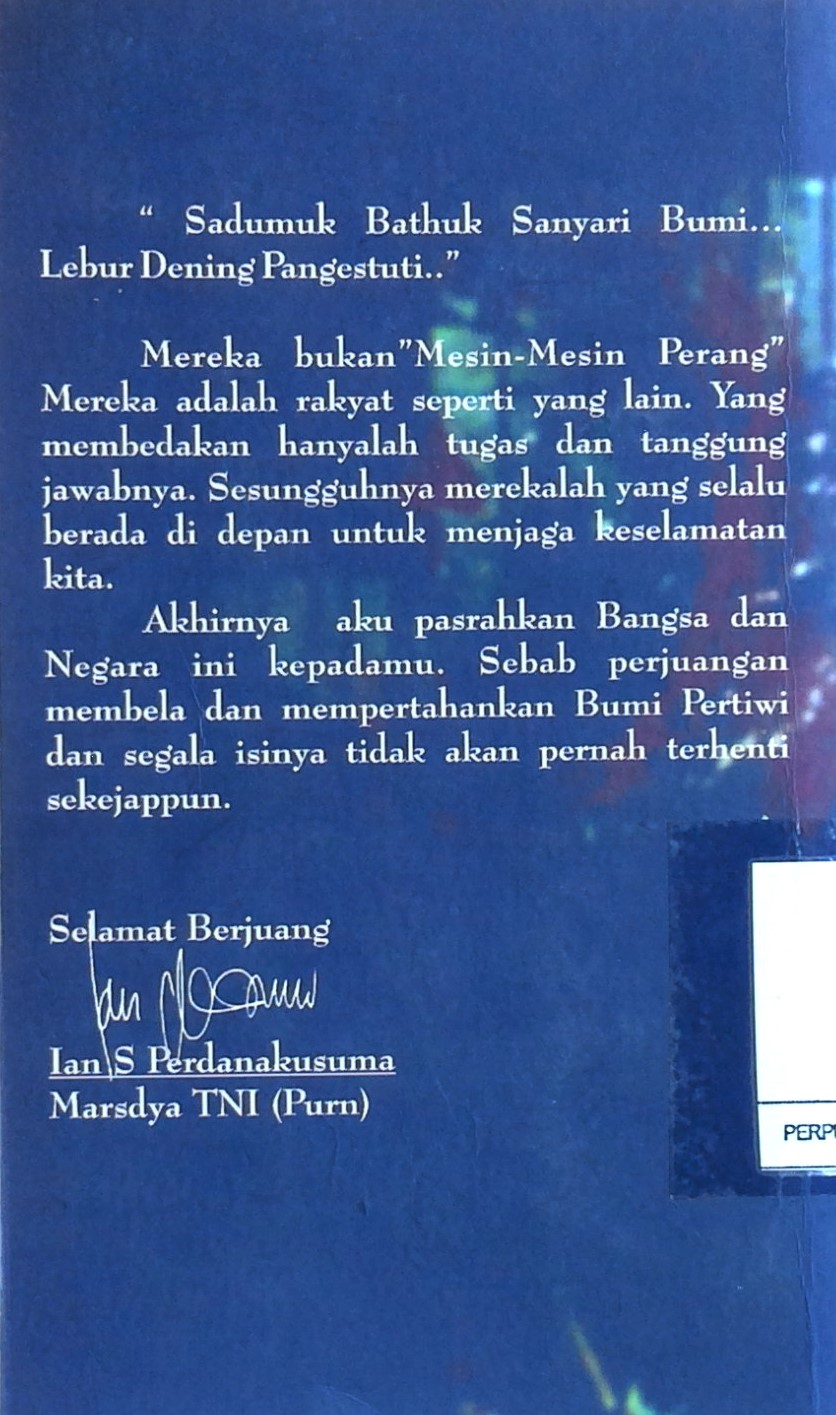 “ Sadumuk Bathuk Sanyari Bumi...
Lebur Dening Pangestuti..”
Mereka bukan”Mesin-Mesin Perang”
Mereka adalah rakyat seperti yang lain. Yang
membedakan hanyalah tugas dan tanggung
jawabnya. Sesungguhnya merekalah yang selalu
berada di depan untuk menjaga keselamatan
kita.
Akhirnya aku pasrahkan Bangsa dan
Negara ini kepadamu. Sebab perjuangan
membela dan mempertahankan Bumi Pertiwi
dan segala isinya tidak akan pernah terhenti
sekejappun.
Selamat Berjuang
Ian S Perdanakusuma
Marsdya TNI (Purn)